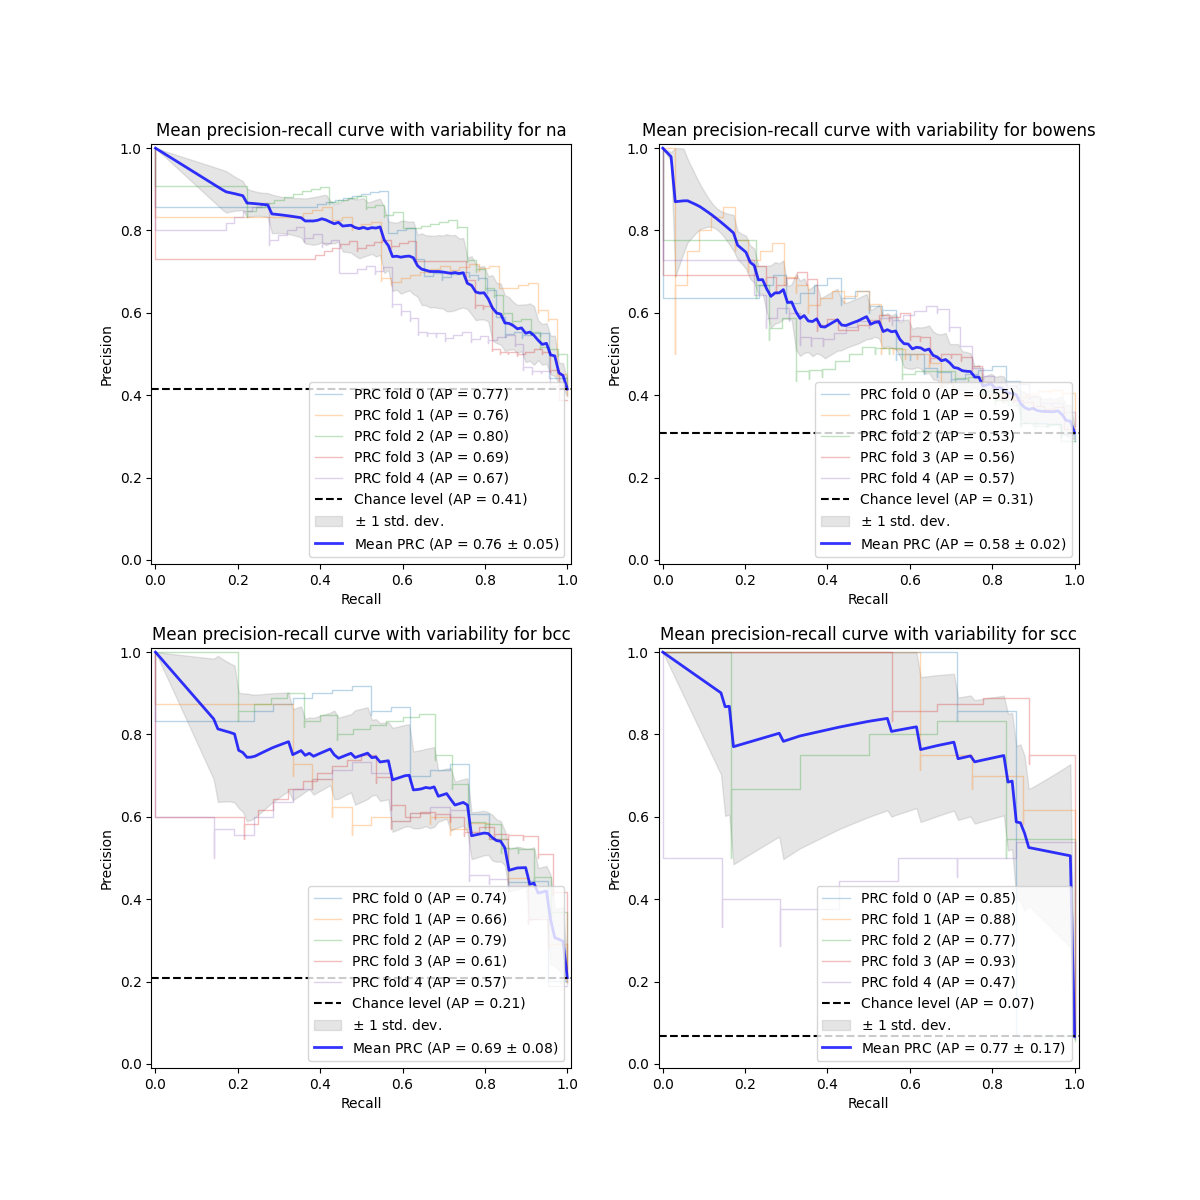 Mean precision-recall curve with variability for na
1.0
0.8
0.6
0.4
0.2
0.0
Precision
PRC fold 0 (AP = 0.77)
PRC fold 1 (AP = 0.76)
PRC fold 2 (AP = 0.80)
PRC fold 3 (AP = 0.69)
PRC fold 4 (AP = 0.67)
Chance level (AP = 0.41)
± 1 std. dev.
Mean PRC (AP = 0.76 ± 0.05)
0.0 0.2 0.4 0.6 0.8 1.0
Recall
Mean precision-recall curve with variability for bowens
1.0
0.8
0.6
0.4
0.2
0.0
Precision
PRC fold 0 (AP = 0.55)
PRC fold 1 (AP = 0.59)
PRC fold 2 (AP = 0.53)
PRC fold 3 (AP = 0.56)
PRC fold 4 (AP = 0.57)
Chance level (AP = 0.31)
± 1 std. dev.
Mean PRC (AP = 0.58 ± 0.02)
0.0 0.2 0.4 0.6 0.8 1.0
Recall
Mean precision-recall curve with variability for bcc
1.0
0.8
0.6
0.4
0.2
0.0
Precision
PRC fold 0 (AP = 0.74)
PRC fold 1 (AP = 0.66)
PRC fold 2 (AP = 0.79)
PRC fold 3 (AP = 0.61)
PRC fold 4 (AP = 0.57)
Chance level (AP = 0.21)
± 1 std. dev.
Mean PRC (AP = 0.69 ± 0.08)
0.0 0.2 0.4 0.6 0.8 1.0
Recall
Mean precision-recall curve with variability for scc
1.0
0.8
0.6
0.4
0.2
0.0
Precision
PRC fold 0 (AP = 0.85)
PRC fold 1 (AP = 0.88)
PRC fold 2 (AP = 0.77)
PRC fold 3 (AP = 0.93)
PRC fold 4 (AP = 0.47)
Chance level (AP = 0.07)
± 1 std. dev.
Mean PRC (AP = 0.77 ± 0.17)
0.0 0.2 0.4 0.6 0.8 1.0
Recall